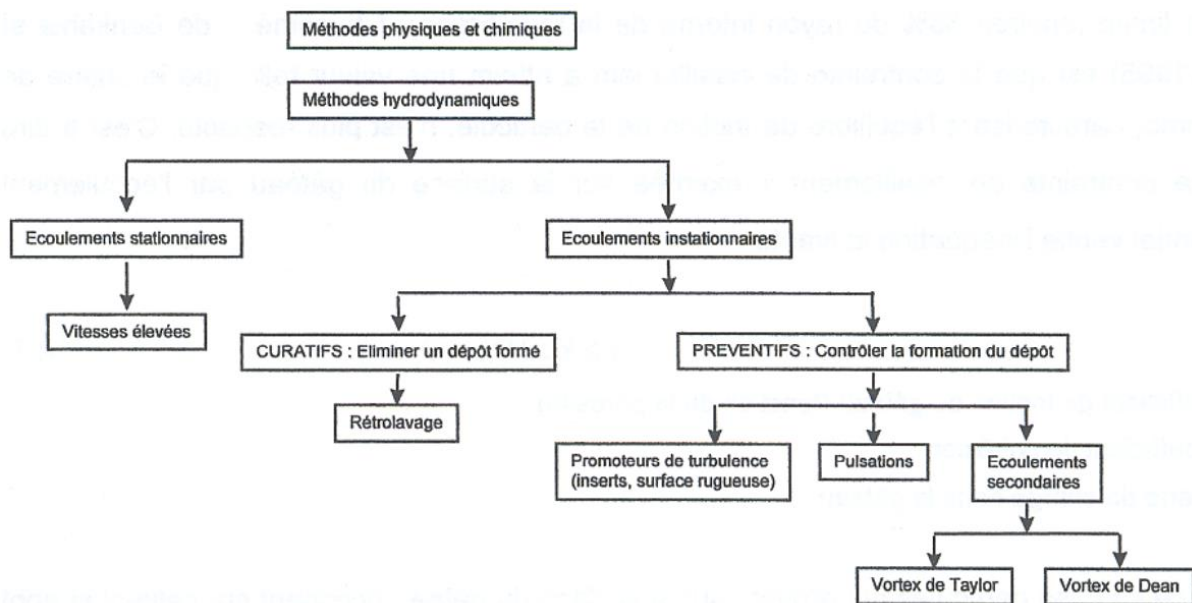 Méthodes physiques et chimiques
Méthodes hydrodynamiques
Ecoulements stationnaires
Ecoulements instationnaires
Vitesses élevées
CURATIFS : Eliminer un dépôt formé
PREVENTIFS : Contrôler la formation du dépôt
Rétrolavage
Promoteurs de turbulence
(inserts, surface rugueuse)
Pulsations
Ecoulements
secondaires
Vortex de Taylor
Vortex de Dean